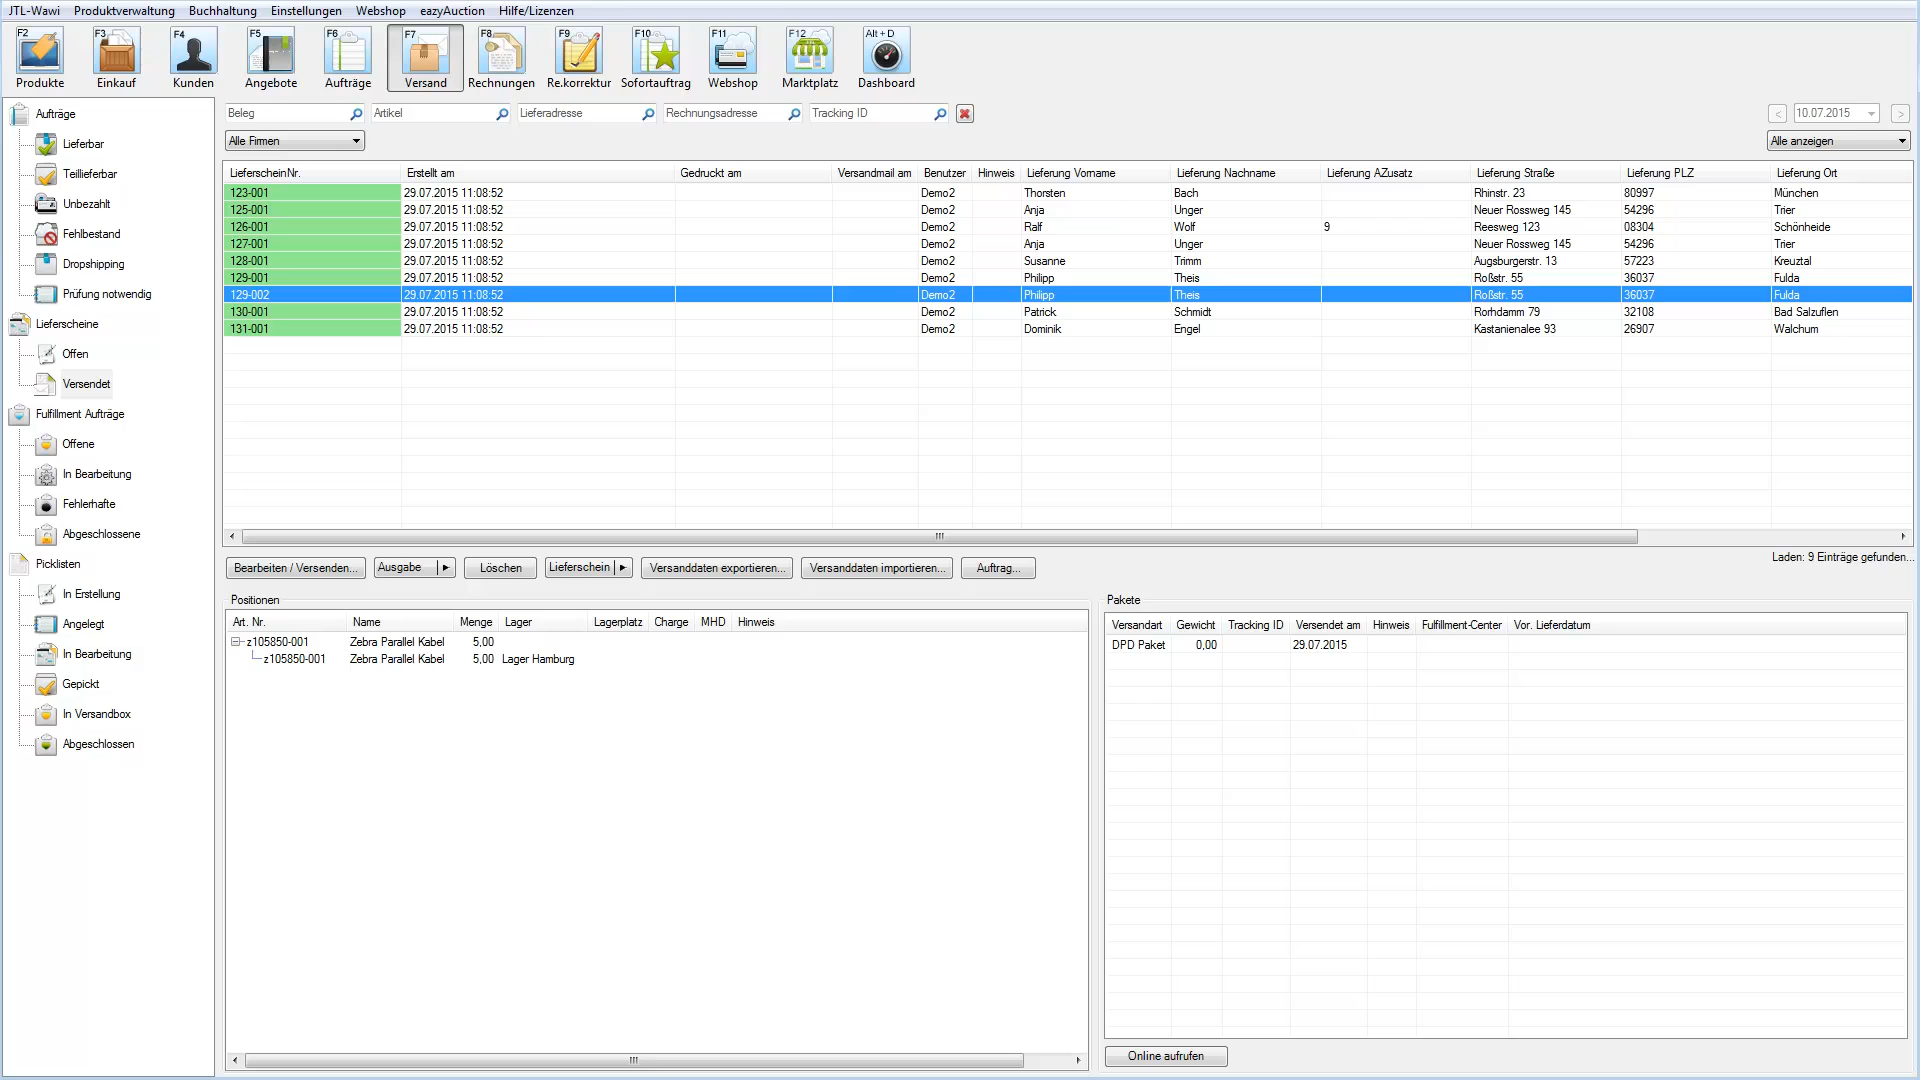 JTL-Wawi Produktverwaltung Buchhaltung Einstellungen Webshop eazyAuction Hilfe/Lizenzen
F2 F3 F4 F5 F6 F7 F8 F9 F10 F11 F12 Alt + D
Produkte Einkauf Kunden Angebote Aufträge Versand Rechnungen Re.korrektur Sofortauftrag Webshop Marktplatz Dashboard
Aufträge
Lieferbar
Teillieferbar
Unbezahlt
Fehlbestand
Dropshipping
Prüfung notwendig
Lieferscheine
Offen
Versendet
Fulfillment Aufträge
Offene
In Bearbeitung
Fehlerhafte
Abgeschlossene
Picklisten
In Erstellung
Angelegt
In Bearbeitung
Gepickt
In Versandbox
Abgeschlossen
Beleg Artikel Lieferadresse Rechnungsadresse Tracking ID < 10.07.2015 >
Alle Firmen Alle anzeigen
LieferscheinNr. Erstellt am Gedruckt am Versandmail am Benutzer Hinweis Lieferung Vorname Lieferung Nachname Lieferung AZusatz Lieferung Straße Lieferung PLZ Lieferung Ort
123-001 29.07.2015 11:08:52 Demo2 Thorsten Bach Rhinstr. 23 80997 München
125-001 29.07.2015 11:08:52 Demo2 Anja Unger Neuer Rossweg 145 54296 Trier
126-001 29.07.2015 11:08:52 Demo2 Ralf Wolf 9 Reesweg 123 08304 Schönheide
127-001 29.07.2015 11:08:52 Demo2 Anja Unger Neuer Rossweg 145 54296 Trier
128-001 29.07.2015 11:08:52 Demo2 Susanne Trimm Augsburgerstr. 13 57223 Kreuztal
129-001 29.07.2015 11:08:52 Demo2 Philipp Theis Roßstr. 55 36037 Fulda
129-002 29.07.2015 11:08:52 Demo2 Philipp Theis Roßstr. 55 36037 Fulda
130-001 29.07.2015 11:08:52 Demo2 Patrick Schmidt Rorhdamm 79 32108 Bad Salzuflen
131-001 29.07.2015 11:08:52 Demo2 Dominik Engel Kastanienalee 93 26907 Walchum
Laden: 9 Einträge gefunden...
Bearbeiten / Versenden... Ausgabe Löschen Lieferschein Versanddaten exportieren... Versanddaten importieren... Auftrag...
Positionen
Art. Nr. Name Menge Lager Lagerplatz Charge MHD Hinweis
z105850-001 Zebra Parallel Kabel 5,00
z105850-001 Zebra Parallel Kabel 5,00 Lager Hamburg
Pakete
Versandart Gewicht Tracking ID Versendet am Hinweis Fulfillment-Center Vor. Lieferdatum
DPD Paket 0,00 29.07.2015
Online aufrufen